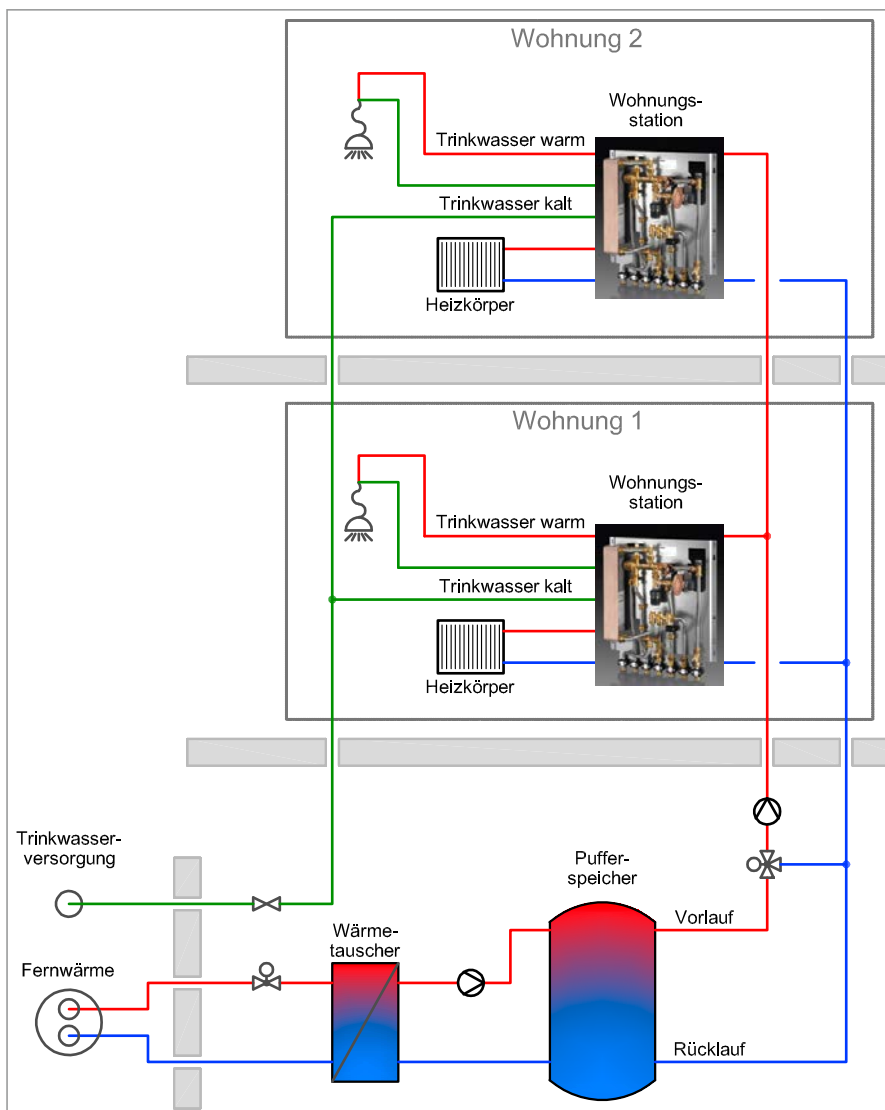 Wohnung 2
Wohnungs-
station
Trinkwasser warm
Trinkwasser kalt
Heizkörper
Wohnung 1
Wohnungs-
station
Trinkwasser warm
Trinkwasser kalt
Heizkörper
Trinkwasser-
versorgung
Puffer-
speicher
Wärme-
tauscher
Vorlauf
Fernwärme
Rücklauf